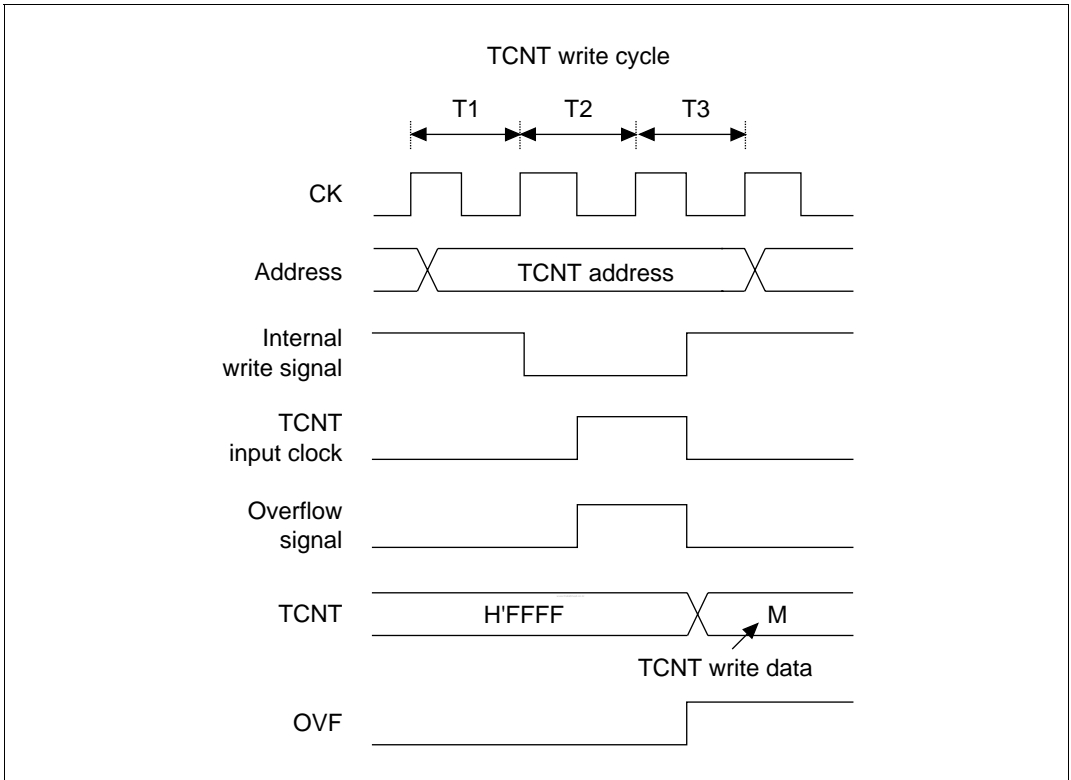 TCNT write cycle
T1 T2 T3
CK
Address
TCNT address
Internal
write signal
TCNT
input clock
Overflow
signal
TCNT
H'FFFF
M
TCNT write data
OVF